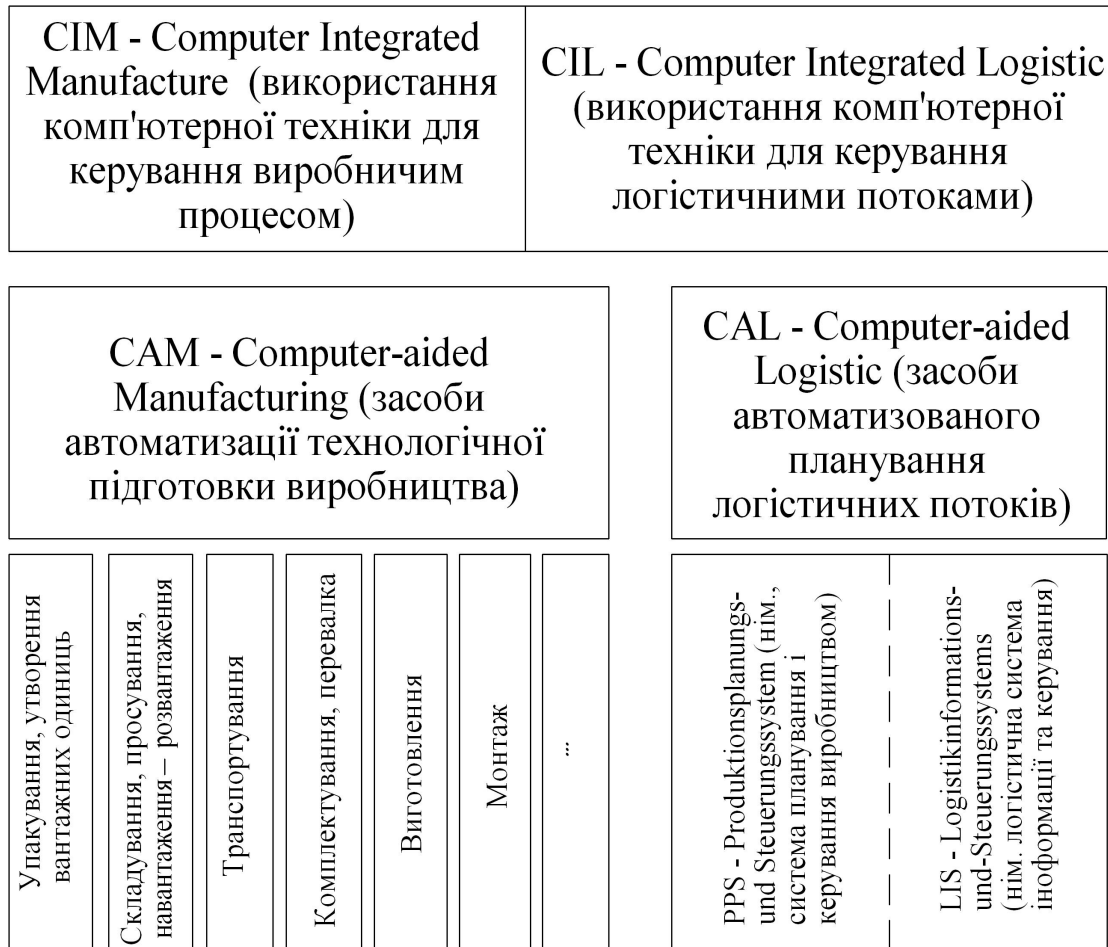 CIM - Computer Integrated
Manufacture (використання
комп'ютерної техніки для
керування виробничим
процесом)
CIL - Computer Integrated Logistic
(використання комп'ютерної
техніки для керування
логістичними потоками)
CAM - Computer-aided
Manufacturing (засоби
автоматизації технологічної
підготовки виробництва)
CAL - Computer-aided
Logistic (засоби
автоматизованого
планування
логістичних потоків)
Упакування, утворення
вантажних одиниць
Складування, просування,
навантаження – розвантаження
Транспортування
Комплектування, перевалка
Виготовлення
Монтаж
...
PPS - Produktionsplanungs-
und Steuerungssystem (нім.,
система планування і
керування виробництвом)
LIS - Logistikinformations-
und-Steuerungssystems
(нім. логістична система
іноформації та керування)